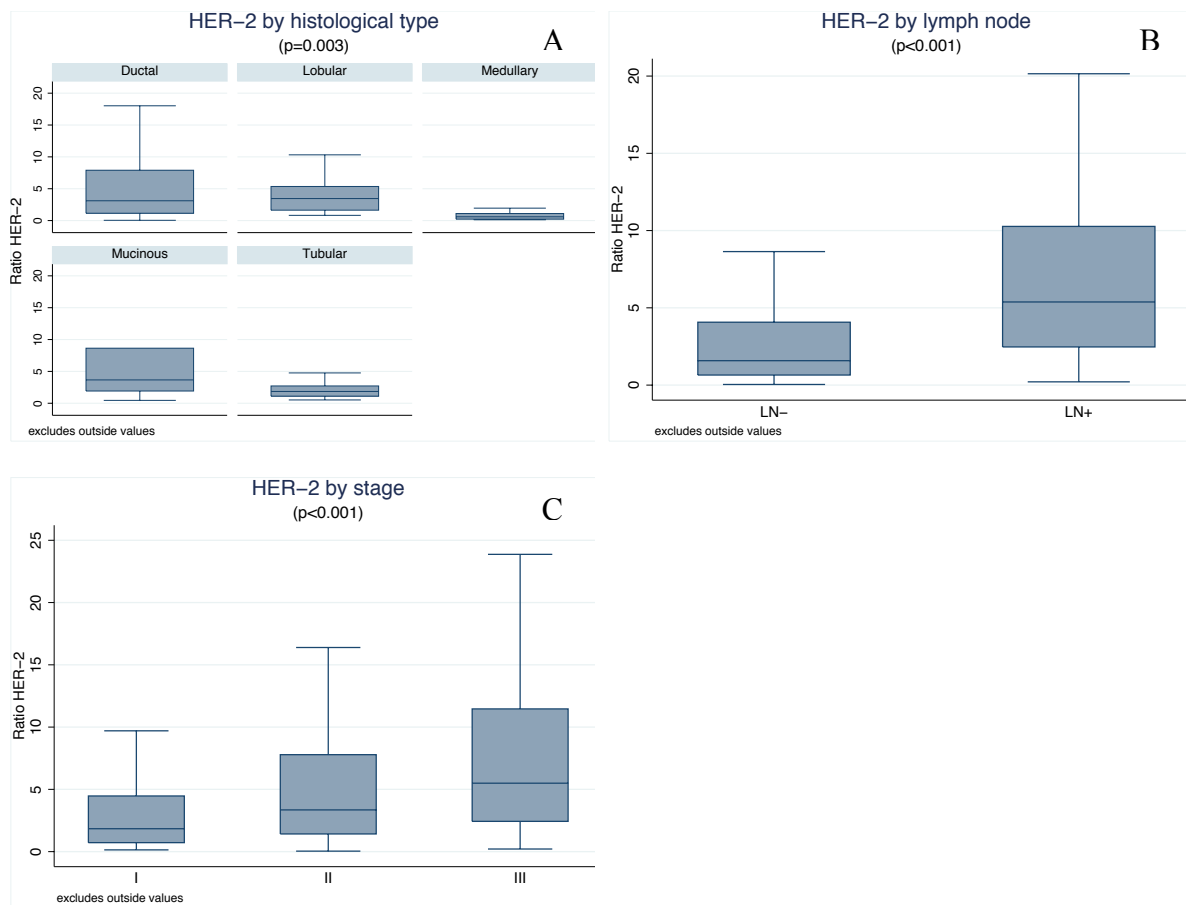 HER−2 by histological type
(p=0.003)
A
Ductal
Lobular
Medullary
20
15
10
5
0
Mucinous
Tubular
20
15
10
5
0
Ratio HER−2
excludes outside values
HER−2 by lymph node
(p<0.001)
B
20
15
10
5
0
Ratio HER−2
LN−
LN+
excludes outside values
HER−2 by stage
(p<0.001)
C
25
20
15
10
5
0
Ratio HER−2
I
II
III
excludes outside values